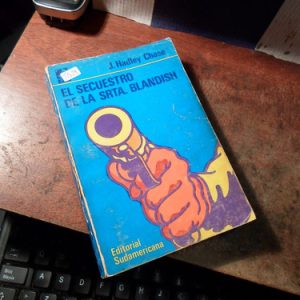 J. Hadley Chase
EL SECUESTRO
DE LA SRTA. BLANDISH
Editorial
Sudamericana